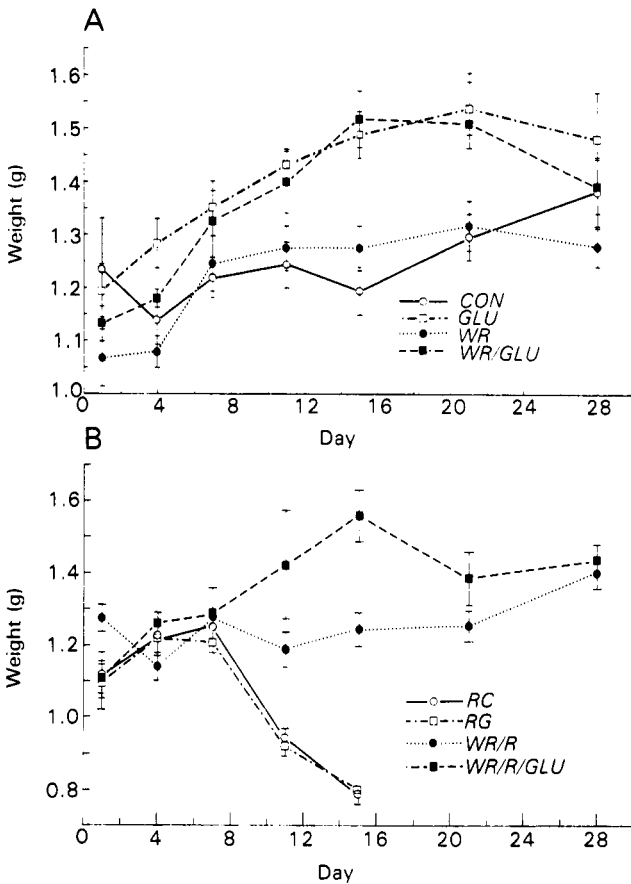 A
1.6
1.5
1.4
1.3
1.2
1.1
1.0
Weight (g)
CON
GLU
WR
WR/GLU
0 4 8 12 16 20 24 28
Day
B
1.6
1.4
1.2
1.0
0.8
Weight (g)
RC
RG
WR/R
WR/R/GLU
0 4 8 12 16 20 24 28
Day